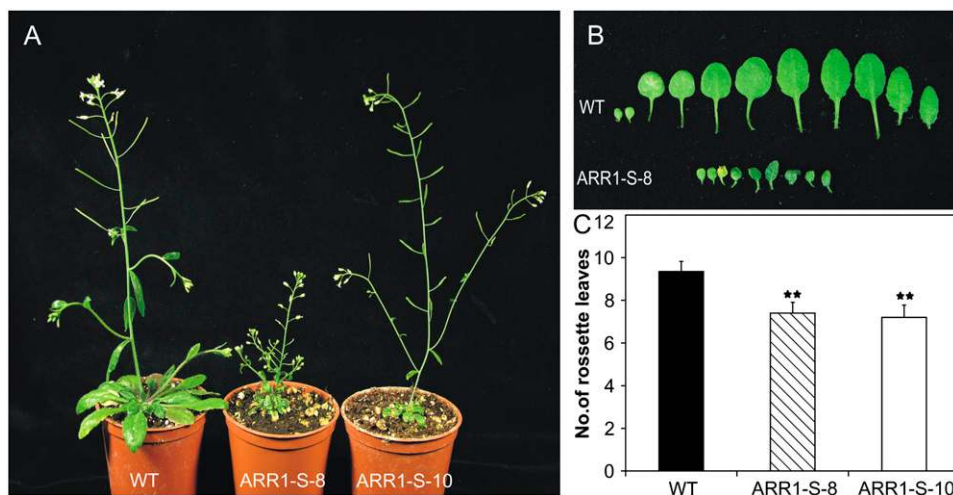 A
WT
ARR1-S-8
ARR1-S-10
B
WT
ARR1-S-8
C
No.of rossette leaves
12
10
8
6
4
2
0
★★
★★
WT
ARR1-S-8
ARR1-S-10